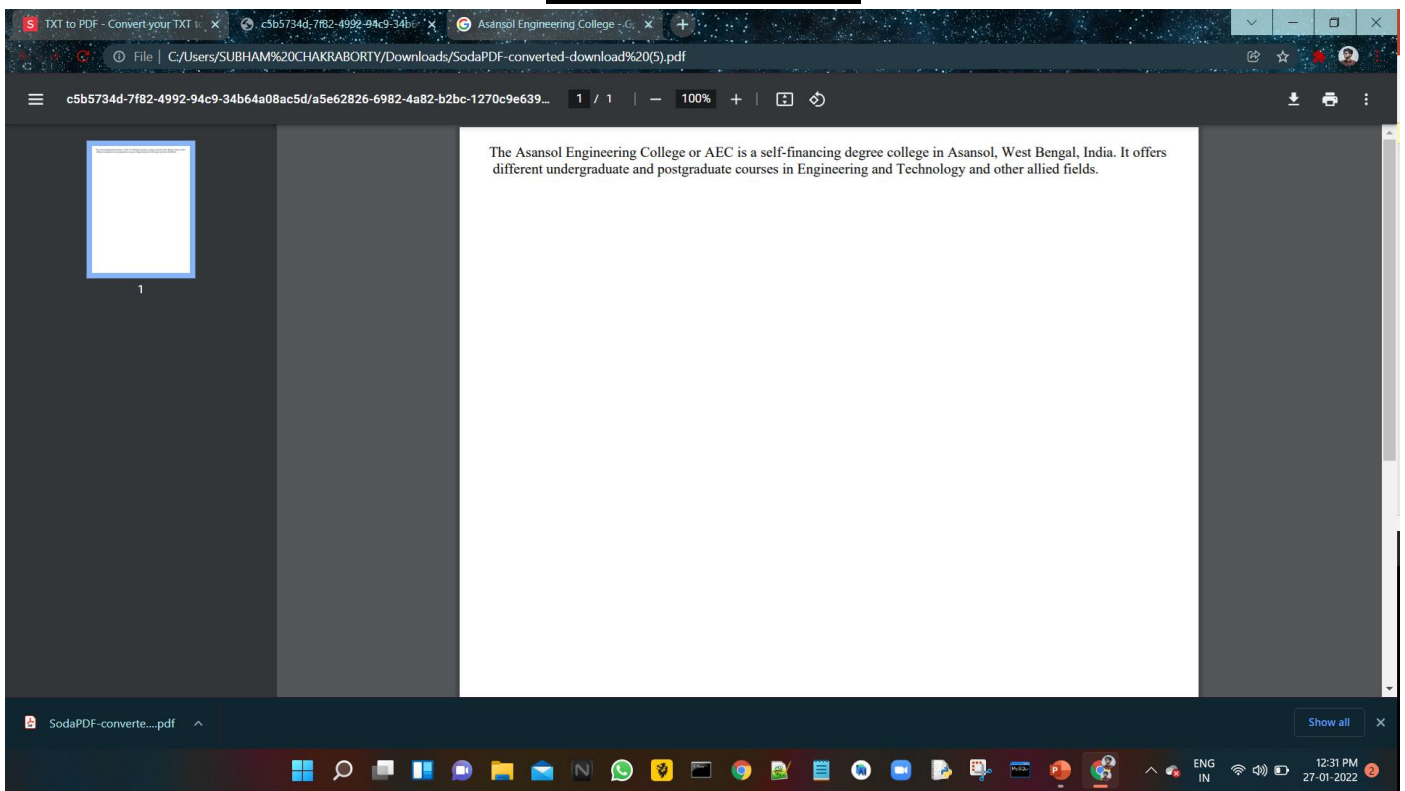 S TXT to PDF - Convert your TXT t
c5b5734d-7f82-4992-94c9-34b6
Asansol Engineering College - G
File | C:/Users/SUBHAM%20CHAKRABORTY/Downloads/SodaPDF-converted-download%20(5).pdf
c5b5734d-7f82-4992-94c9-34b64a08ac5d/a5e62826-6982-4a82-b2bc-1270c9e639... 1 / 1 | − 100% + |
The Asansol Engineering College or AEC is a self-financing degree college in Asansol, West Bengal, India. It offers
different undergraduate and postgraduate courses in Engineering and Technology and other allied fields.
1
SodaPDF-converte....pdf
Show all
ENG
IN
12:31 PM
27-01-2022
2